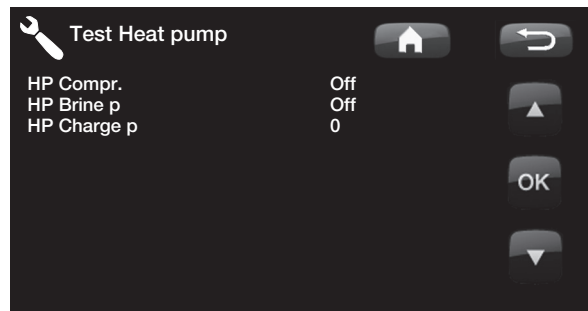 Test Heat pump
HP Compr. Off
HP Brine p Off
HP Charge p 0
OK